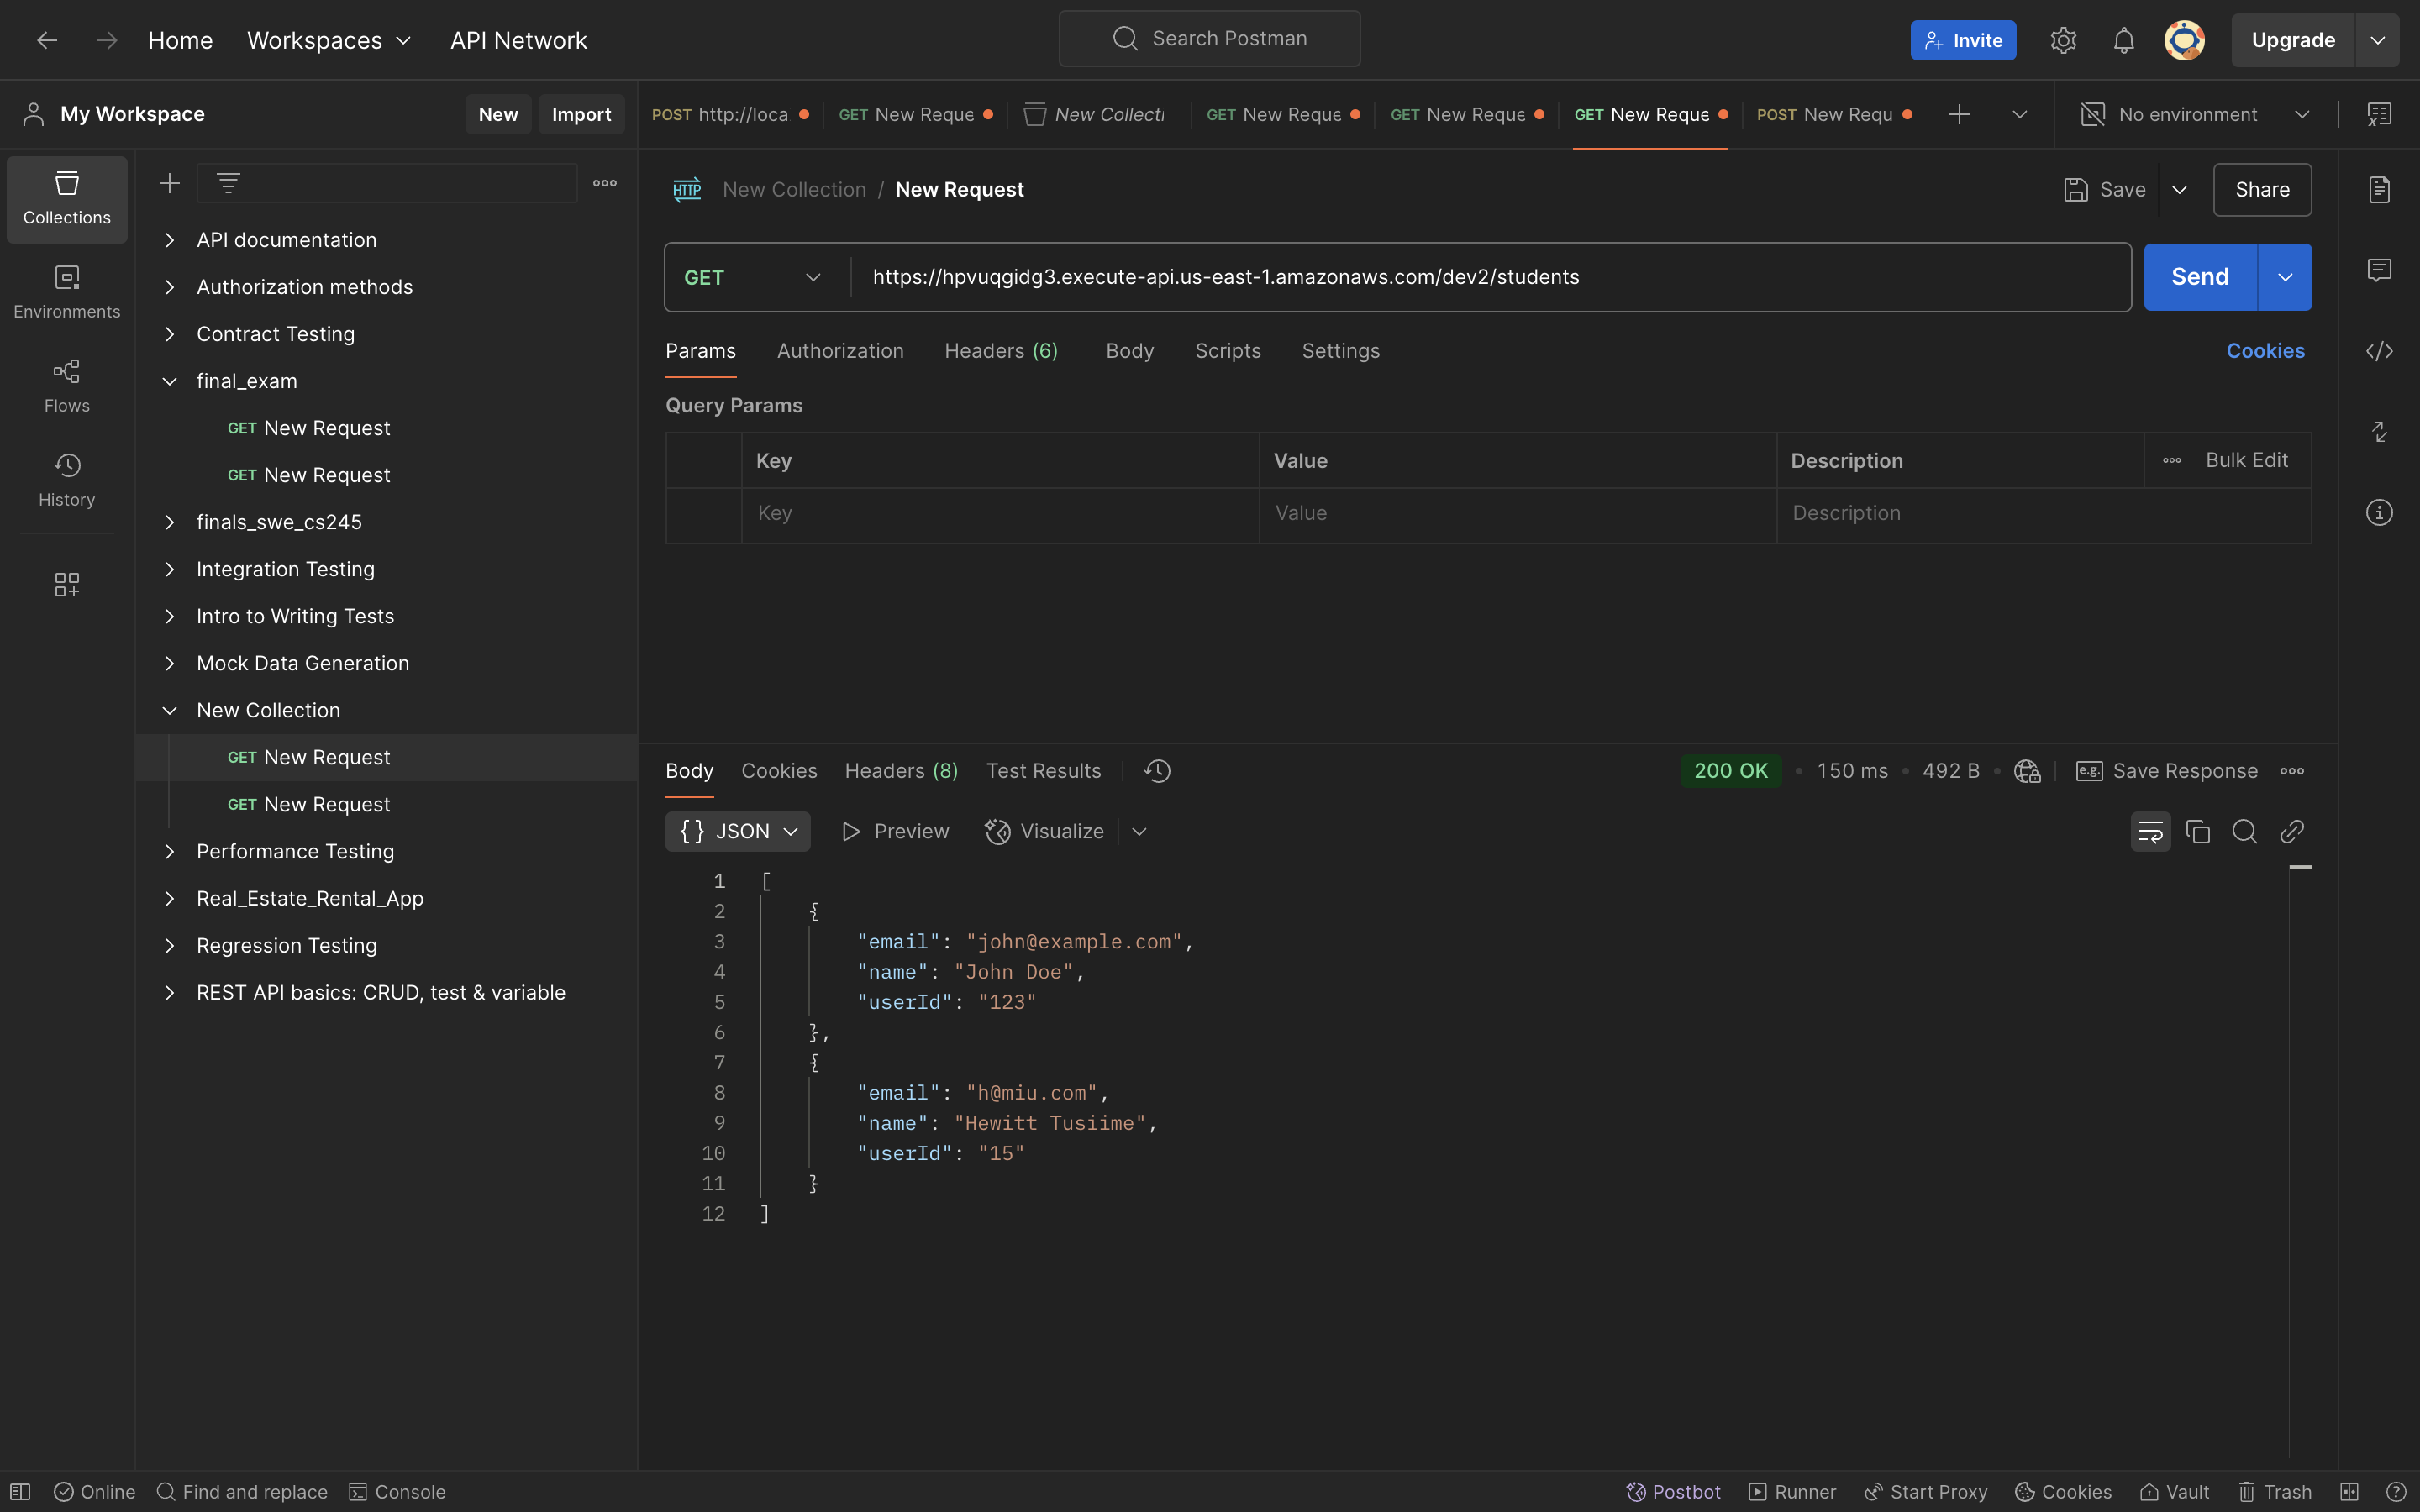 Home Workspaces API Network Search Postman Invite Upgrade
My Workspace New Import
POST http://loca GET New Reque New Collecti GET New Reque GET New Reque GET New Reque POST New Requ No environment
Collections
Environments
Flows
History
API documentation
Authorization methods
Contract Testing
final_exam
GET New Request
GET New Request
finals_swe_cs245
Integration Testing
Intro to Writing Tests
Mock Data Generation
New Collection
GET New Request
GET New Request
Performance Testing
Real_Estate_Rental_App
Regression Testing
REST API basics: CRUD, test & variable
HTTP New Collection / New Request Save Share
GET https://hpvuqgidg3.execute-api.us-east-1.amazonaws.com/dev2/students Send
Params Authorization Headers (6) Body Scripts Settings Cookies
Query Params
Key Value Description Bulk Edit
Key Value Description
Body Cookies Headers (8) Test Results 200 OK 150 ms 492 B e.g. Save Response
{} JSON Preview Visualize
1 [
2 {
3 "email": "john@example.com",
4 "name": "John Doe",
5 "userId": "123"
6 },
7 {
8 "email": "h@miu.com",
9 "name": "Hewitt Tusiime",
10 "userId": "15"
11 }
12 ]
Online Find and replace Console Postbot Runner Start Proxy Cookies Vault Trash